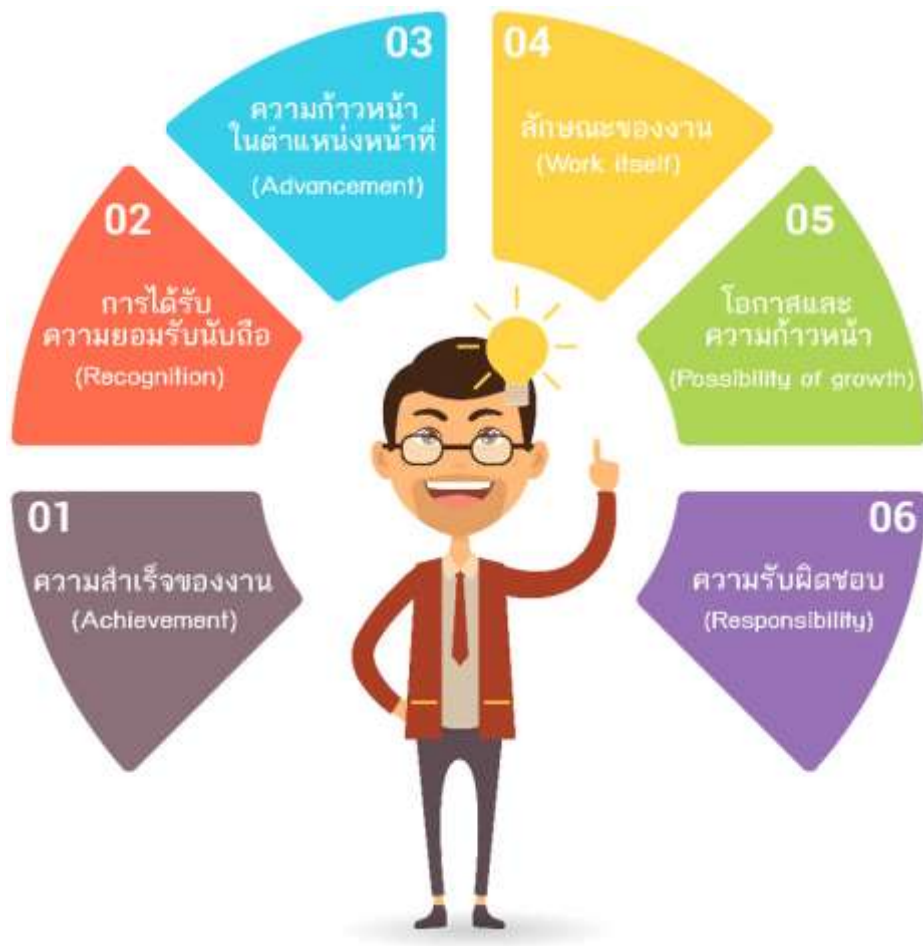 01
ความสำเร็จของงาน
(Achievement)
02
การได้รับ
ความยอมรับนับถือ
(Recognition)
03
ความก้าวหน้า
ในตำแหน่งหน้าที่
(Advancement)
04
ลักษณะของงาน
(Work itself)
05
โอกาสและ
ความก้าวหน้า
(Possibility of growth)
06
ความรับผิดชอบ
(Responsibility)